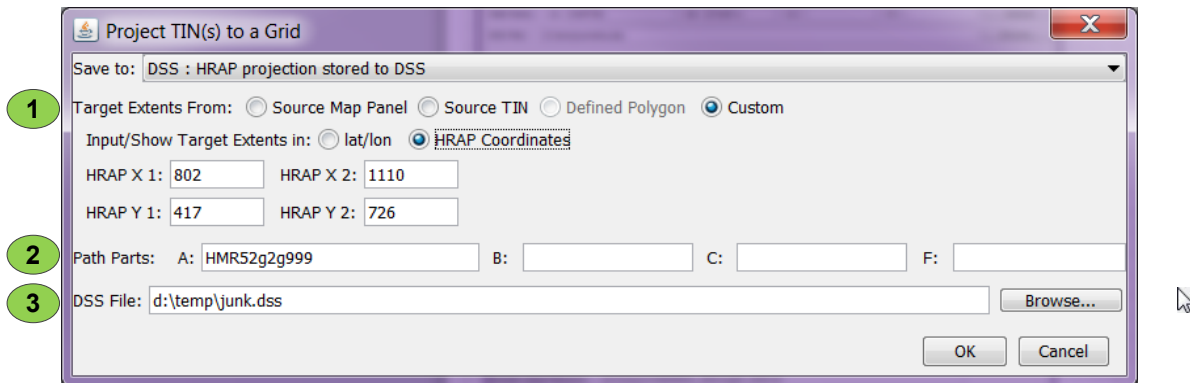 Project TIN(s) to a Grid
X
Save to: DSS : HRAP projection stored to DSS
1 Target Extents From: Source Map Panel Source TIN Defined Polygon Custom
Input/Show Target Extents in: lat/lon HRAP Coordinates
HRAP X 1: 802 HRAP X 2: 1110
HRAP Y 1: 417 HRAP Y 2: 726
2 Path Parts: A: HMR52g2g999 B: C: F:
3 DSS File: d:\temp\junk.dss Browse...
OK Cancel